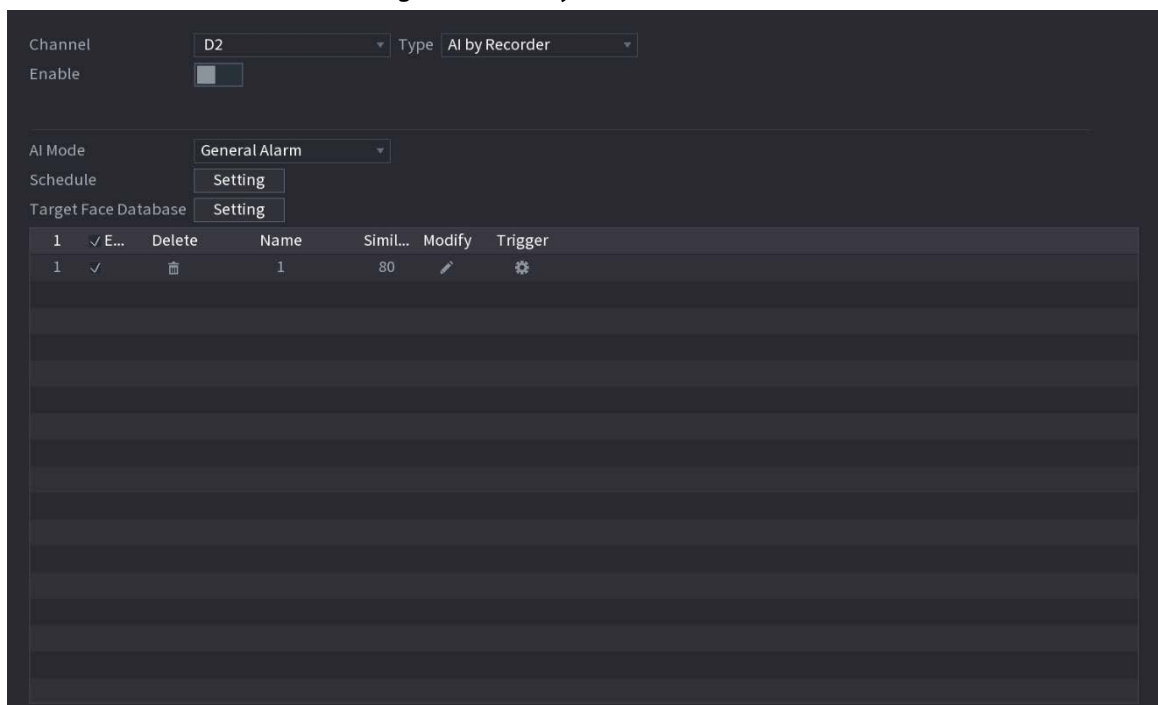 Channel D2 Type AI by Recorder
Enable
AI Mode General Alarm
Schedule Setting
Target Face Database Setting
1 E... Delete Name Simil... Modify Trigger
1 1 80